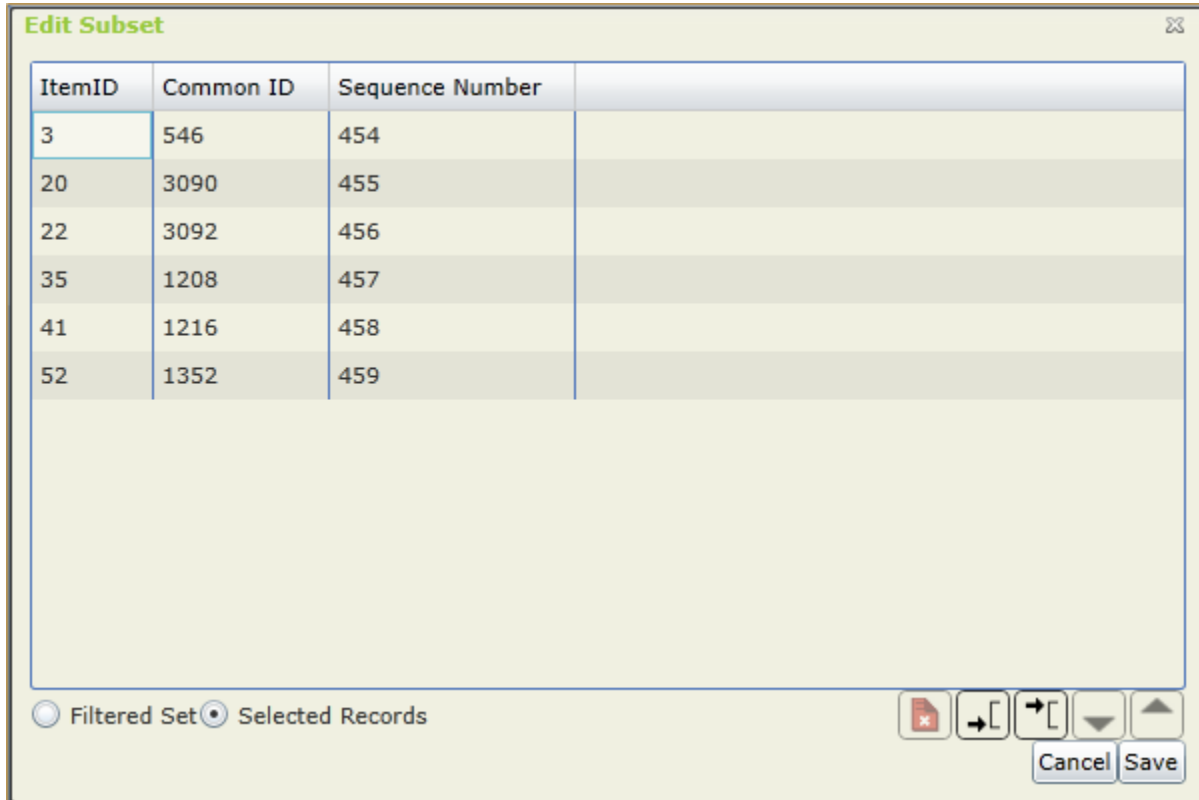 Edit Subset
ItemID Common ID Sequence Number
3 546 454
20 3090 455
22 3092 456
35 1208 457
41 1216 458
52 1352 459
Filtered Set Selected Records
Cancel Save